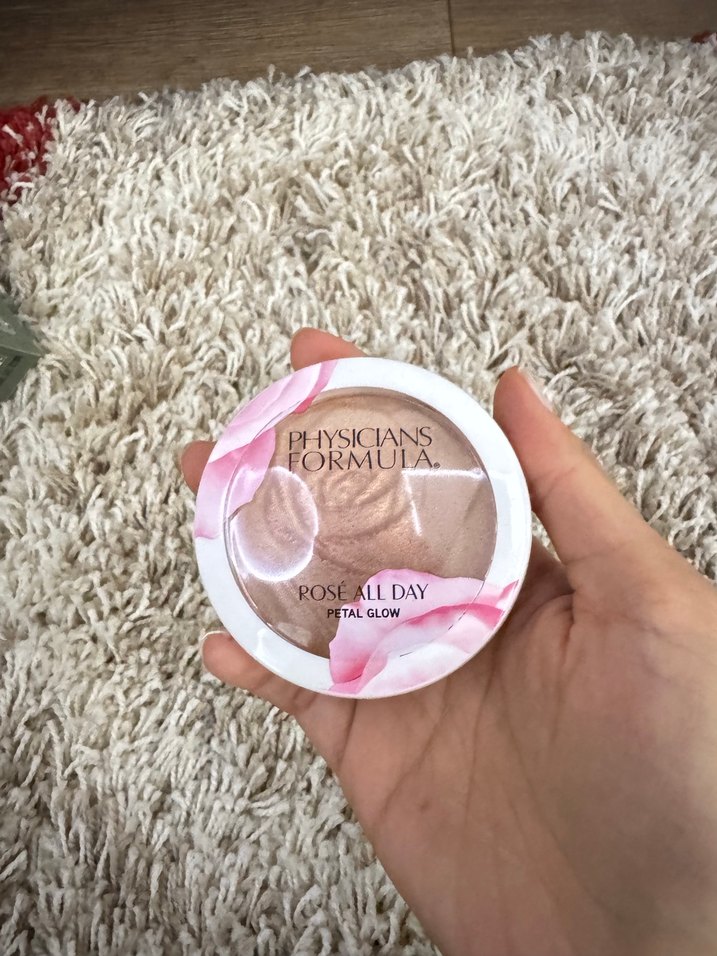 PHYSICIANS
FORMULA®
ROSÉ ALL DAY
PETAL GLOW